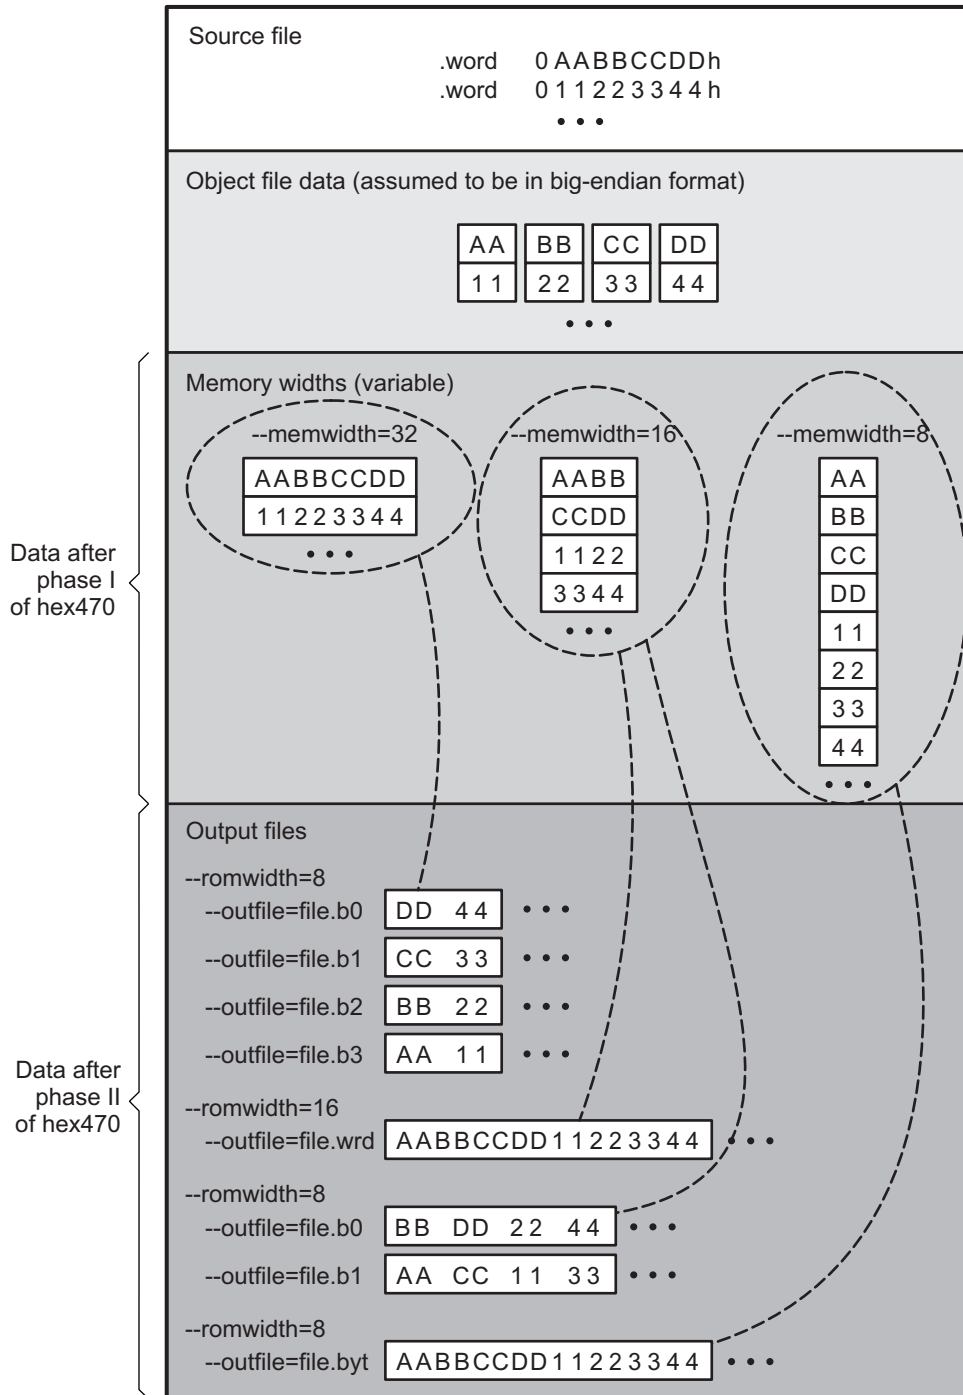 Source file
.word 0AABBCCDDh
.word 011223344h
• • •
Object file data (assumed to be in big-endian format)
AA BB CC DD
11 22 33 44
• • •
Memory widths (variable)
--memwidth=32 --memwidth=16 --memwidth=8
AABBCCDD
11223344
• • •
AABB
CCDD
1122
3344
• • •
AA
BB
CC
DD
11
22
33
44
• • •
Data after
phase I
of hex470
Output files
--romwidth=8
--outfile=file.b0 DD 44 • • •
--outfile=file.b1 CC 33 • • •
--outfile=file.b2 BB 22 • • •
--outfile=file.b3 AA 11 • • •
--romwidth=16
--outfile=file.wrd AABBCCDD11223344 • • •
--romwidth=8
--outfile=file.b0 BB DD 22 44 • • •
--outfile=file.b1 AA CC 11 33 • • •
--romwidth=8
--outfile=file.byt AABBCCDD11223344 • • •
Data after
phase II
of hex470